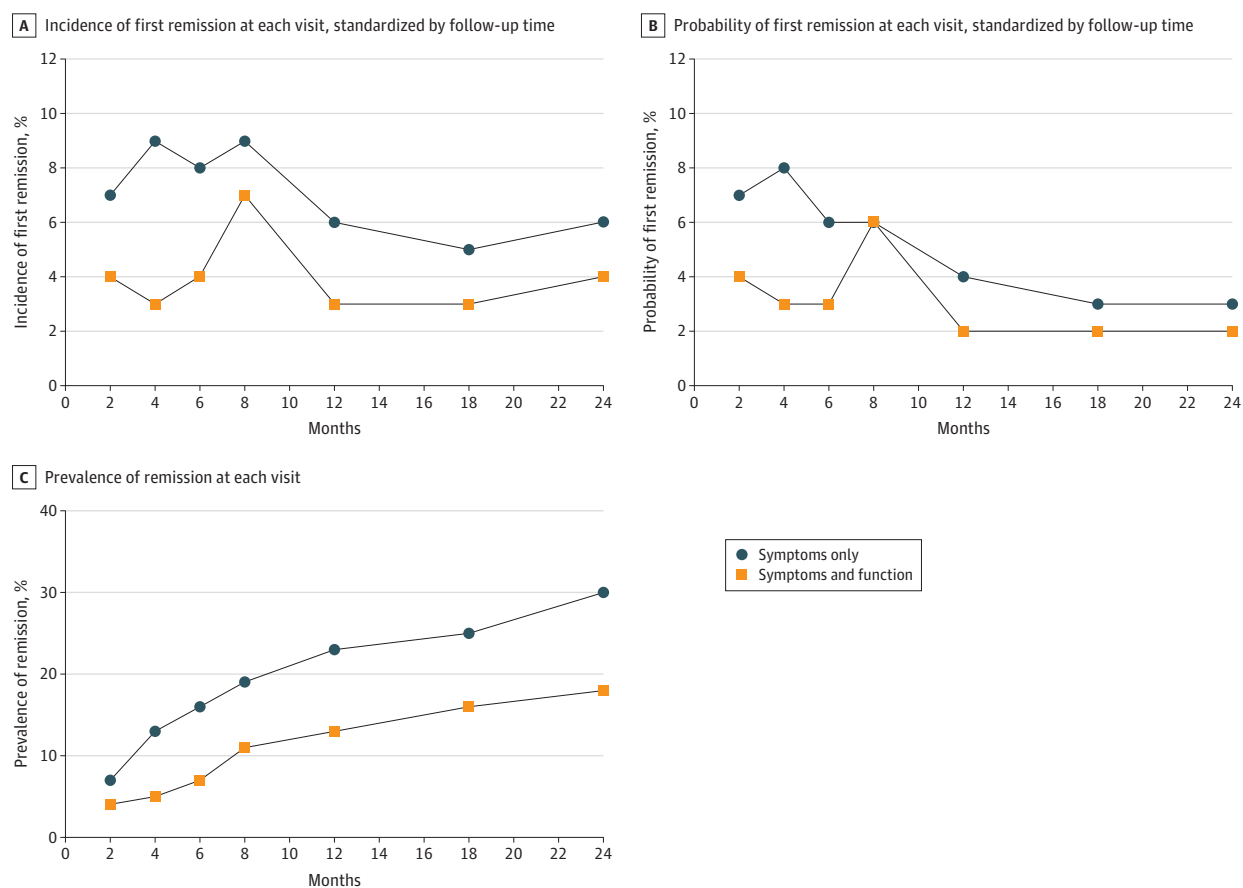 A Incidence of first remission at each visit, standardized by follow-up time
Incidence of first remission, %
12
10
8
6
4
2
0
0 2 4 6 8 10 12 14 16 18 20 22 24
Months
B Probability of first remission at each visit, standardized by follow-up time
Probability of first remission, %
12
10
8
6
4
2
0
0 2 4 6 8 10 12 14 16 18 20 22 24
Months
C Prevalence of remission at each visit
Prevalence of remission, %
40
30
20
10
0
0 2 4 6 8 10 12 14 16 18 20 22 24
Months
Symptoms only
Symptoms and function